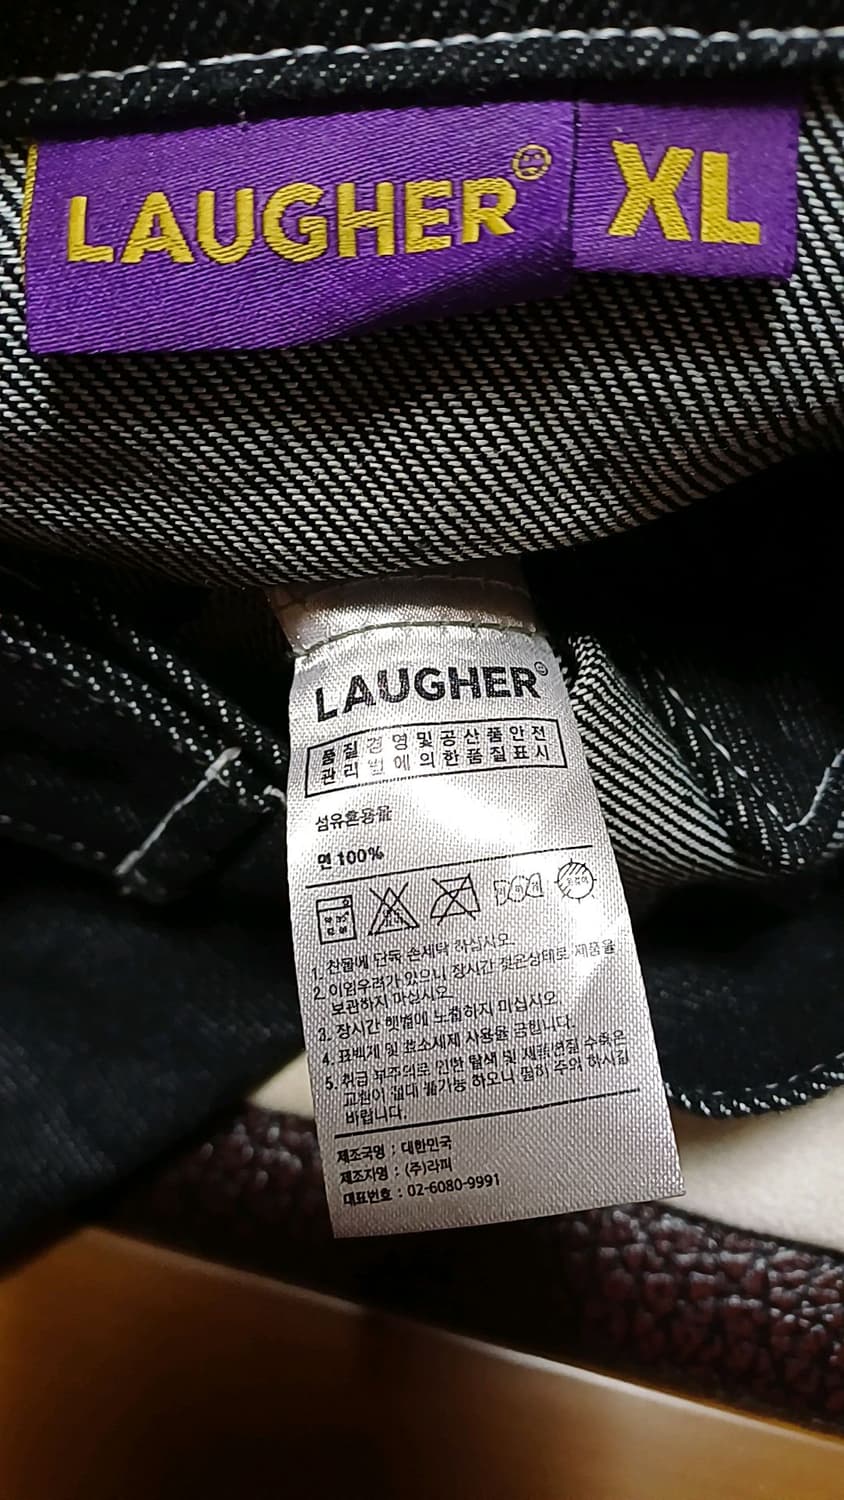 LAUGHER
XL
LAUGHER
품질경영및공산품안전
관리법에의한품질표시
섬유혼용율
면 100%
1. 찬물에 단독 손세탁 하십시오.
2. 이염우려가 있으니 장시간 젖은상태로 제품을
보관하지 마십시오.
3. 장시간 햇볕에 노출하지 마십시오.
4. 표백제 및 효소세제 사용을 금합니다.
5. 취급 부주의로 인한 탈색 및 세탁변질 수축은
교환이 절대 불가능 하오니 특히 주의 하시길
바랍니다.
제조국명 : 대한민국
제조자명 : (주)라피
대표번호 : 02-6080-9991